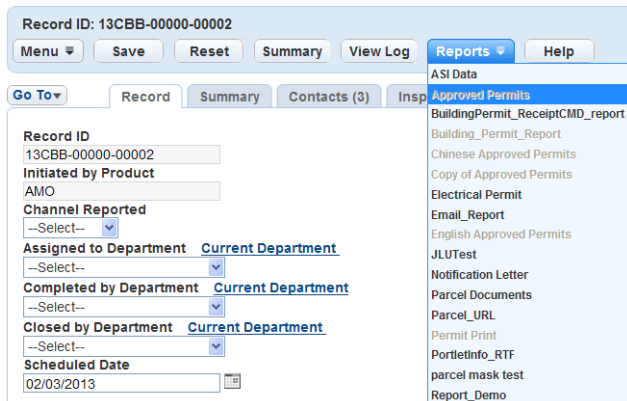 Record ID: 13CBB-00000-00002
Menu Save Reset Summary View Log Reports Help
Go To Record Summary Contacts (3) Insp
Record ID
13CBB-00000-00002
Initiated by Product
AMO
Channel Reported
--Select--
Assigned to Department Current Department
--Select--
Completed by Department Current Department
--Select--
Closed by Department Current Department
--Select--
Scheduled Date
02/03/2013
ASI Data
Approved Permits
BuildingPermit_ReceiptCMD_report
Building_Permit_Report
Chinese Approved Permits
Copy of Approved Permits
Electrical Permit
Email_Report
English Approved Permits
JLUTest
Notification Letter
Parcel Documents
Parcel_URL
Permit Print
PortletInfo_RTF
parcel mask test
Report_Demo